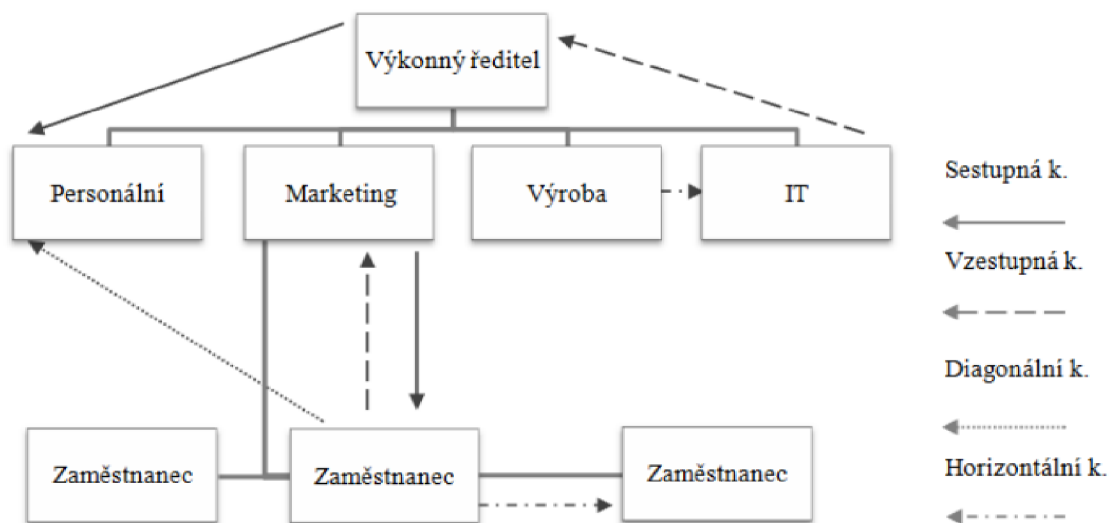 Výkonný ředitel
Personální
Marketing
Výroba
IT
Sestupná k.
Vzestupná k.
Diagonální k.
Horizontální k.
Zaměstnanec
Zaměstnanec
Zaměstnanec